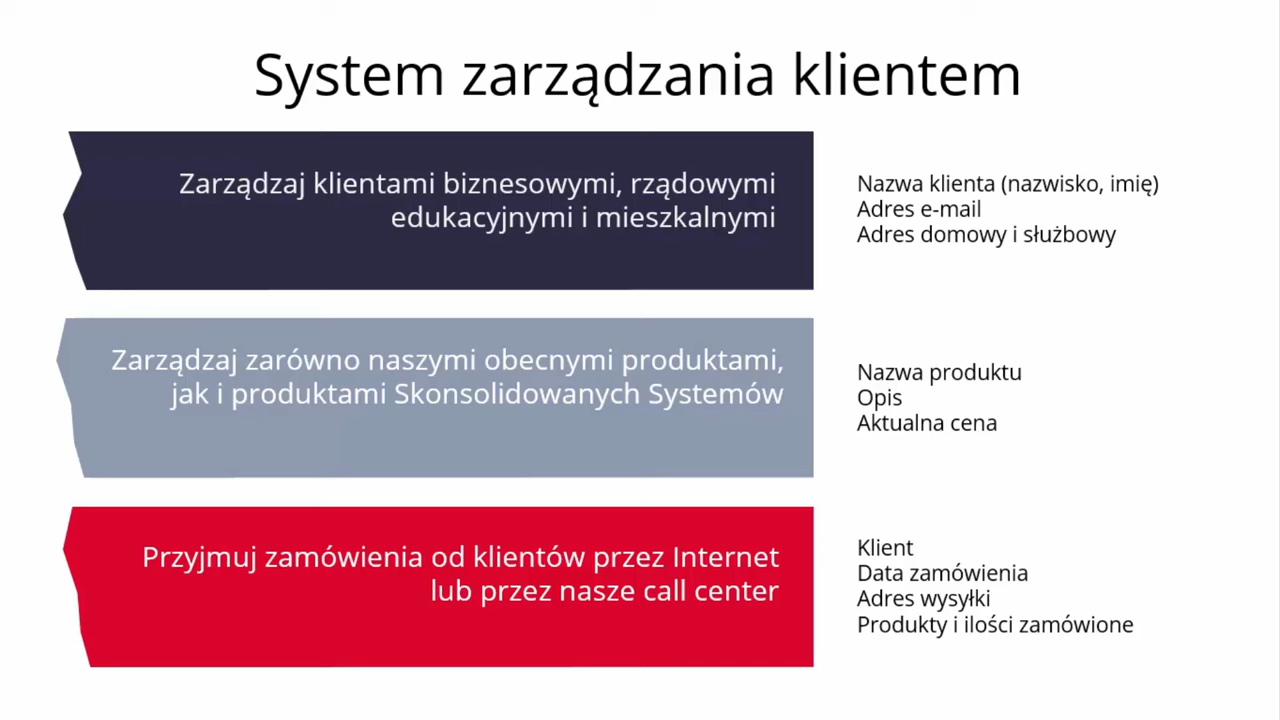 System zarządzania klientem
Zarządzaj klientami biznesowymi, rządowymi
edukacyjnymi i mieszkalnymi
Nazwa klienta (nazwisko, imię)
Adres e-mail
Adres domowy i służbowy
Zarządzaj zarówno naszymi obecnymi produktami,
jak i produktami Skonsolidowanych Systemów
Nazwa produktu
Opis
Aktualna cena
Przyjmuj zamówienia od klientów przez Internet
lub przez nasze call center
Klient
Data zamówienia
Adres wysyłki
Produkty i ilości zamówione